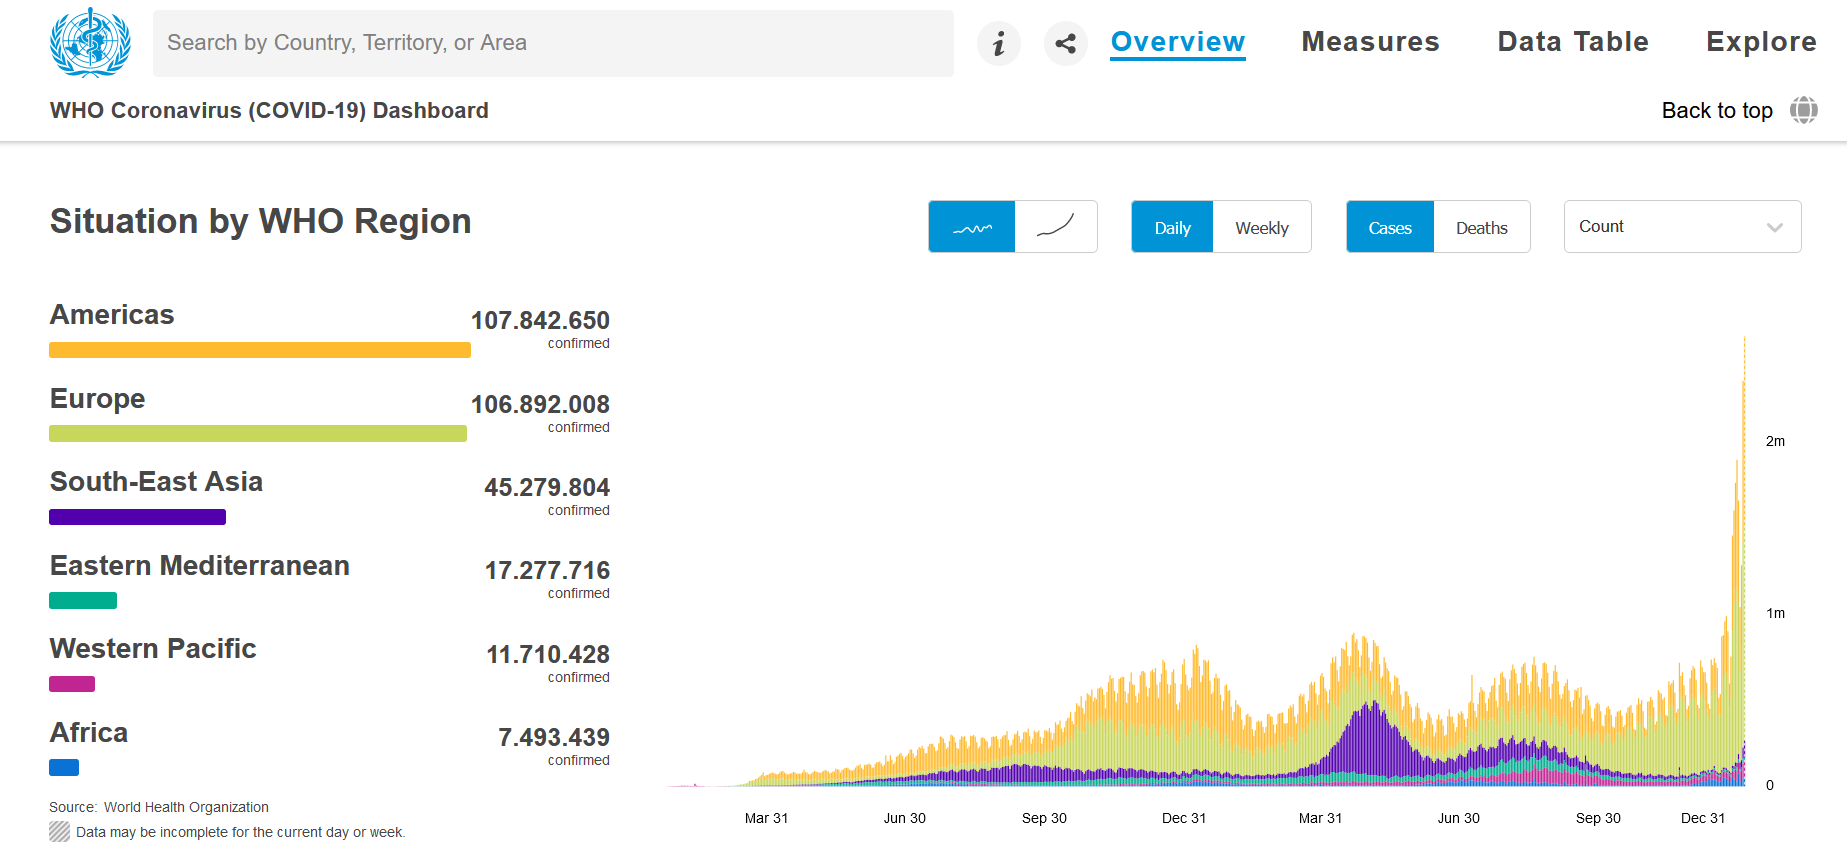 Search by Country, Territory, or Area
i
Overview
Measures
Data Table
Explore
WHO Coronavirus (COVID-19) Dashboard
Back to top
Situation by WHO Region
Daily
Weekly
Cases
Deaths
Count
Americas
107.842.650
confirmed
Europe
106.892.008
confirmed
South-East Asia
45.279.804
confirmed
Eastern Mediterranean
17.277.716
confirmed
Western Pacific
11.710.428
confirmed
Africa
7.493.439
confirmed
2m
1m
0
Mar 31
Jun 30
Sep 30
Dec 31
Mar 31
Jun 30
Sep 30
Dec 31
Source: World Health Organization
Data may be incomplete for the current day or week.